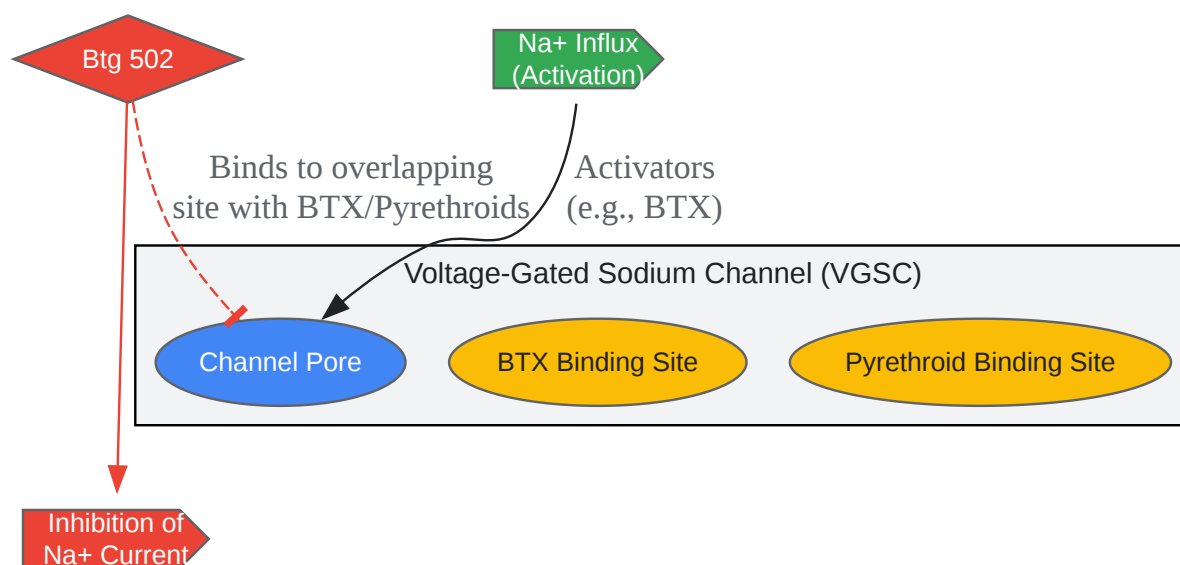 Btg 502
Na+ Influx
(Activation)
Binds to overlapping
site with BTX/Pyrethroids
Activators
(e.g., BTX)
Voltage-Gated Sodium Channel (VGSC)
Channel Pore
BTX Binding Site
Pyrethroid Binding Site
Inhibition of
Na+ Current